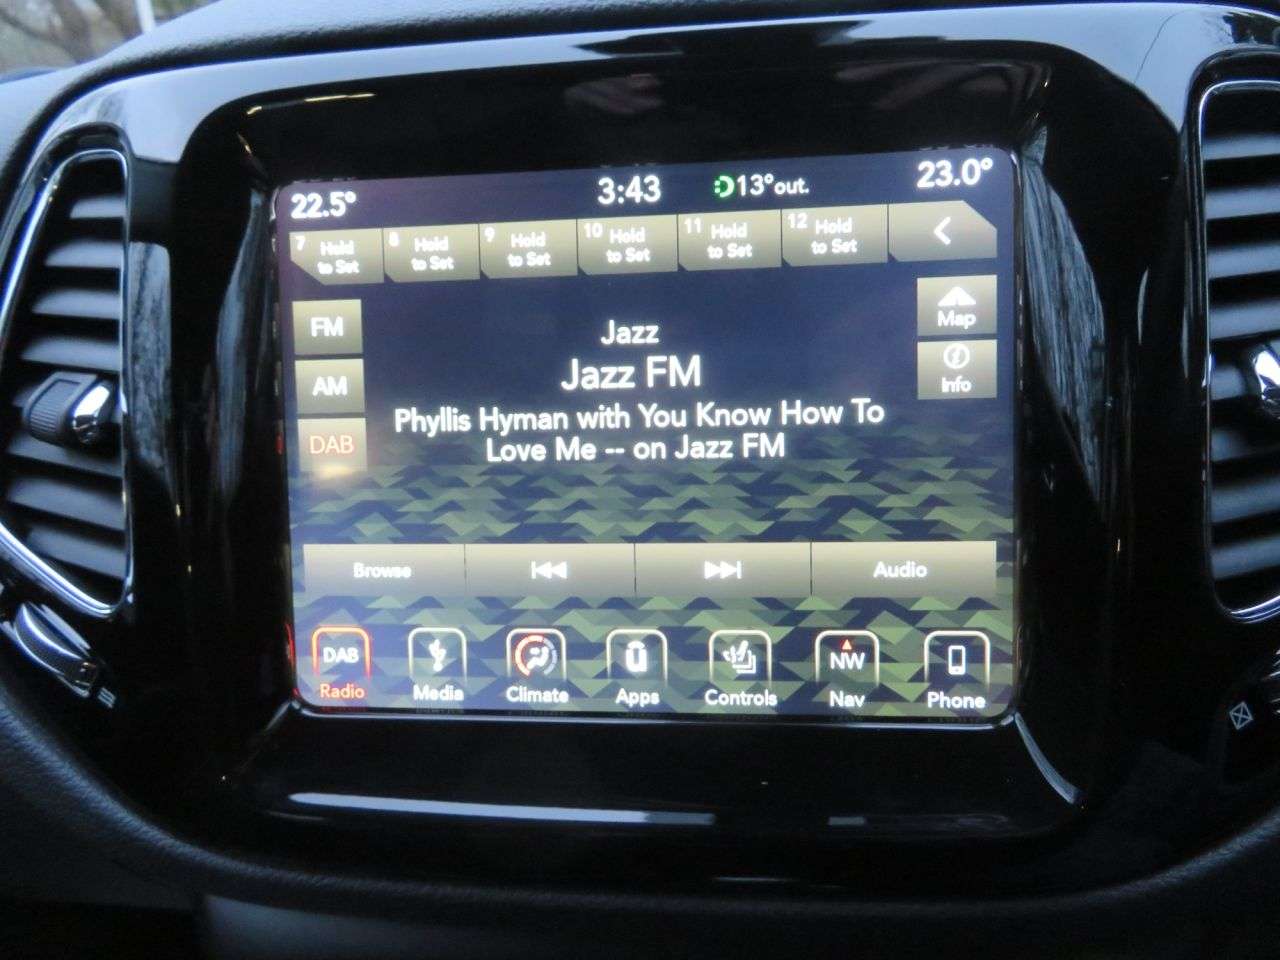 22.5° 3:43 13°out. 23.0°
7 Hold to Set
8 Hold to Set
9 Hold to Set
10 Hold to Set
11 Hold to Set
12 Hold to Set
FM
AM
DAB
Jazz
Jazz FM
Phyllis Hyman with You Know How To
Love Me -- on Jazz FM
Map
Info
Browse
Audio
DAB
Radio
Media
Climate
Apps
Controls
NW
Nav
Phone